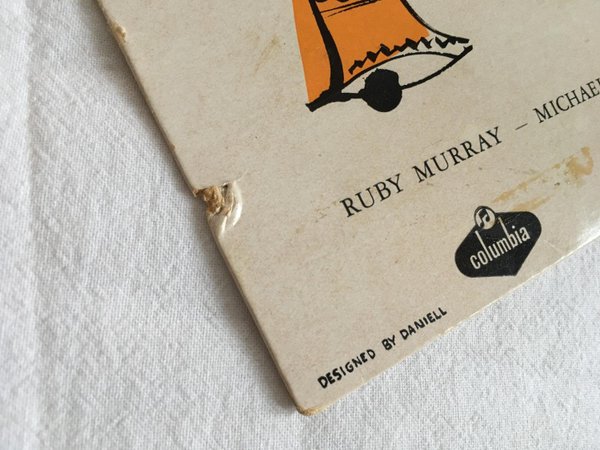 RUBY MURRAY – MICHAEL
columbia
DESIGNED BY DANIELL